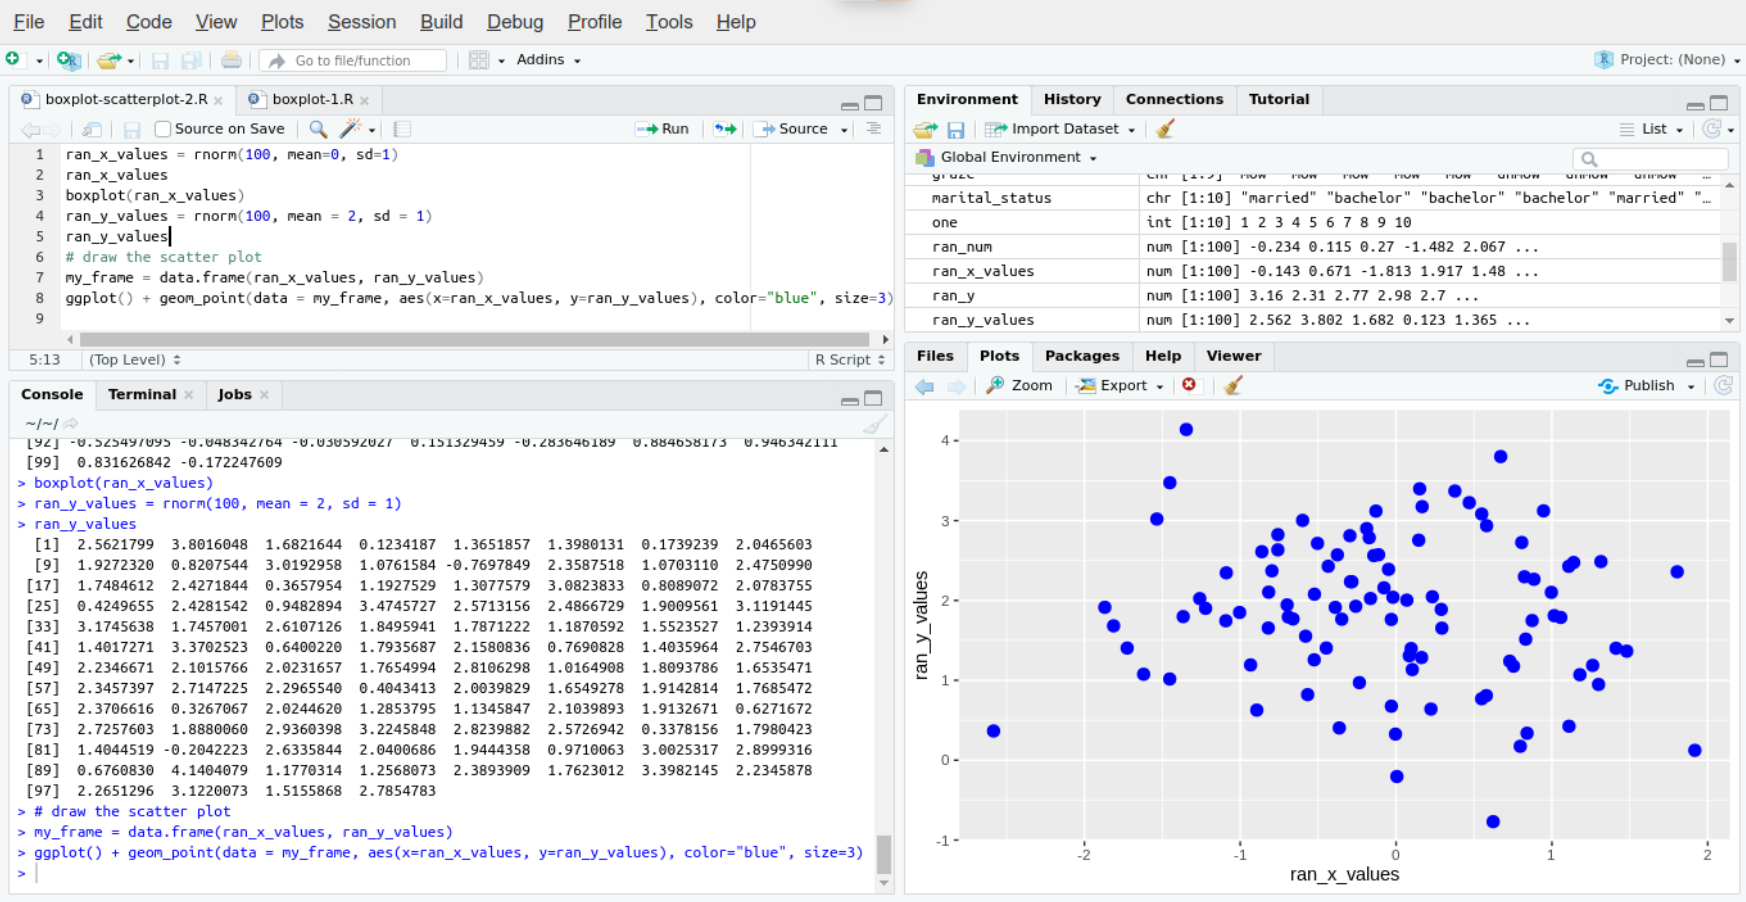 File Edit Code View Plots Session Build Debug Profile Tools Help
Go to file/function Addins Project: (None)
boxplot-scatterplot-2.R boxplot-1.R
Source on Save Run Source
1 ran_x_values = rnorm(100, mean=0, sd=1)
2 ran_x_values
3 boxplot(ran_x_values)
4 ran_y_values = rnorm(100, mean = 2, sd = 1)
5 ran_y_values
6 # draw the scatter plot
7 my_frame = data.frame(ran_x_values, ran_y_values)
8 ggplot() + geom_point(data = my_frame, aes(x=ran_x_values, y=ran_y_values), color="blue", size=3)
9
5:13 (Top Level) R Script
Console Terminal Jobs
~/~/
[92] -0.525497095 -0.048342764 -0.030592027 0.151329459 -0.283646189 0.884658173 0.946342111
[99] 0.831626842 -0.172247609
> boxplot(ran_x_values)
> ran_y_values = rnorm(100, mean = 2, sd = 1)
> ran_y_values
[1] 2.5621799 3.8016048 1.6821644 0.1234187 1.3651857 1.3980131 0.1739239 2.0465603
[9] 1.9272320 0.8207544 3.0192958 1.0761584 -0.7697849 2.3587518 1.0703110 2.4750990
[17] 1.7484612 2.4271844 0.3657954 1.1927529 1.3077579 3.0823833 0.8089072 2.0783755
[25] 0.4249655 2.4281542 0.9482894 3.4745727 2.5713156 2.4866729 1.9009561 3.1191445
[33] 3.1745638 1.7457001 2.6107126 1.8495941 1.7871222 1.1870592 1.5523527 1.2393914
[41] 1.4017271 3.3702523 0.6400220 1.7935687 2.1580836 0.7690828 1.4035964 2.7546703
[49] 2.2346671 2.1015766 2.0231657 1.7654994 2.8106298 1.0164908 1.8093786 1.6535471
[57] 2.3457397 2.7147225 2.2965540 0.4043413 2.0039829 1.6549278 1.9142814 1.7685472
[65] 2.3706616 0.3267067 2.0244620 1.2853795 1.1345847 2.1039893 1.9132671 0.6271672
[73] 2.7257603 1.8880060 2.9360398 3.2245848 2.8239882 2.5726942 0.3378156 1.7980423
[81] 1.4044519 -0.2042223 2.6335844 2.0400686 1.9444358 0.9710063 3.0025317 2.8999316
[89] 0.6760830 4.1404079 1.1770314 1.2568073 2.3893909 1.7623012 3.3982145 2.2345878
[97] 2.2651296 3.1220073 1.5155868 2.7854783
> # draw the scatter plot
> my_frame = data.frame(ran_x_values, ran_y_values)
> ggplot() + geom_point(data = my_frame, aes(x=ran_x_values, y=ran_y_values), color="blue", size=3)
>
Environment History Connections Tutorial
Import Dataset List
Global Environment
marital_status chr [1:10] "married" "bachelor" "bachelor" "bachelor" "married" "…
one int [1:10] 1 2 3 4 5 6 7 8 9 10
ran_num num [1:100] -0.234 0.115 0.27 -1.482 2.067 ...
ran_x_values num [1:100] -0.143 0.671 -1.813 1.917 1.48 ...
ran_y num [1:100] 3.16 2.31 2.77 2.98 2.7 ...
ran_y_values num [1:100] 2.562 3.802 1.682 0.123 1.365 ...
Files Plots Packages Help Viewer
Zoom Export Publish
4
3
2
1
0
-1
ran_y_values
-2 -1 0 1 2
ran_x_values